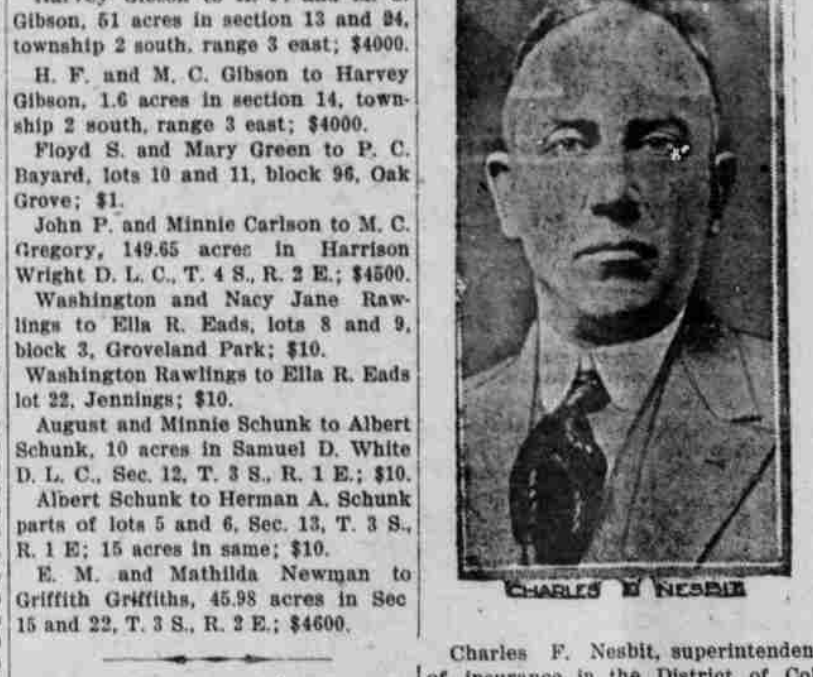 Gibson, 51 acres in section 13 and 24,
township 2 south, range 3 east; $4000.
H. F. and M. C. Gibson to Harvey
Gibson, 1.6 acres in section 14, town-
ship 2 south, range 3 east; $4000.
Floyd S. and Mary Green to P. C.
Bayard, lots 10 and 11, block 96, Oak
Grove; $1.
John P. and Minnie Carlson to M. C.
Gregory, 149.65 acres in Harrison
Wright D. L. C., T. 4 S., R. 2 E.; $4500.
Washington and Nacy Jane Raw-
lings to Ella R. Eads, lots 8 and 9,
block 3, Groveland Park; $10.
Washington Rawlings to Ella R. Eads
lot 22, Jennings; $10.
August and Minnie Schunk to Albert
Schunk, 10 acres in Samuel D. White
D. L. C., Sec. 12, T. 3 S., R. 1 E.; $10.
Albert Schunk to Herman A. Schunk
parts of lots 5 and 6, Sec. 13, T. 3 S.,
R. 1 E; 15 acres in same; $10.
E. M. and Mathilda Newman to
Griffith Griffiths, 45.98 acres in Sec
15 and 22, T. 3 S., R. 2 E.; $4600.
CHARLES F NESBIT
Charles F. Nesbit, superintenden
of insurance in the District of Col